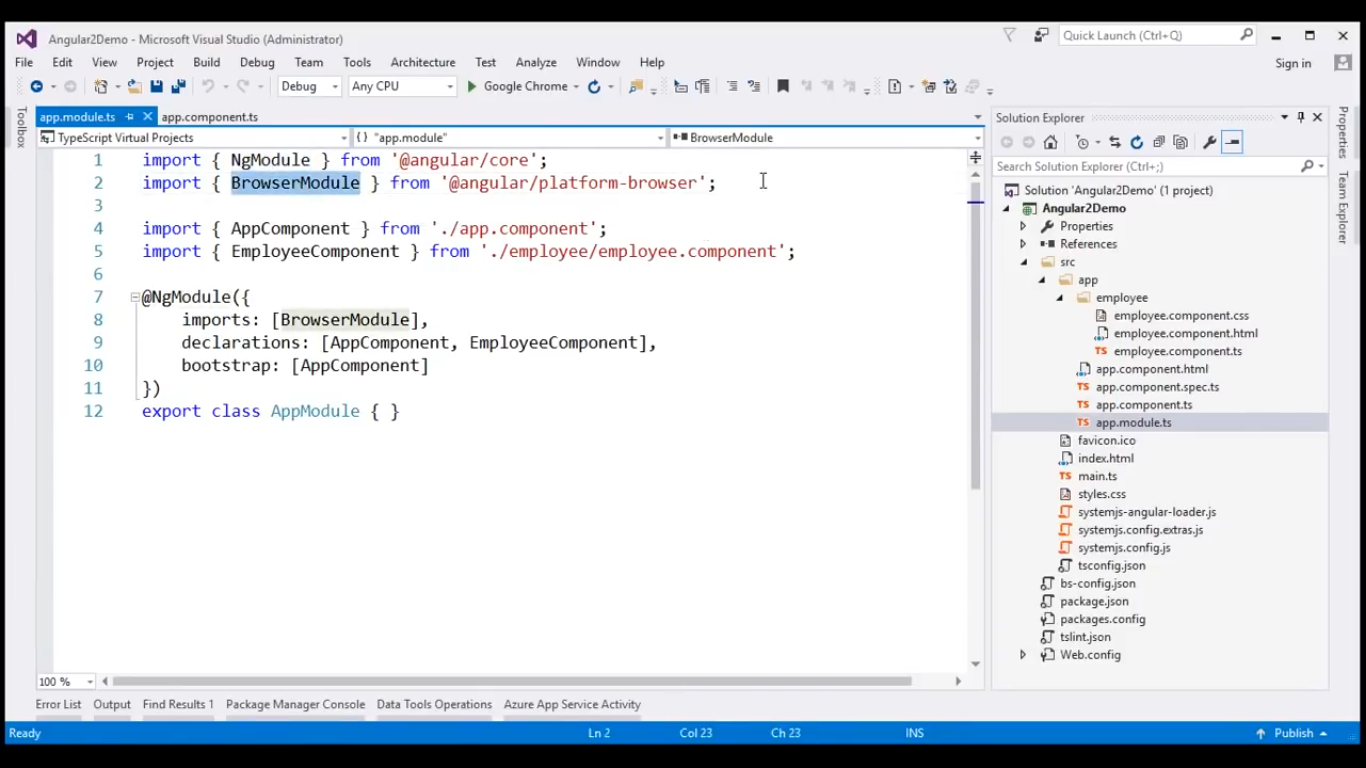 Angular2Demo - Microsoft Visual Studio (Administrator)
Quick Launch (Ctrl+Q)
File Edit View Project Build Debug Team Tools Architecture Test Analyze Window Help
Sign in
Debug Any CPU Google Chrome
Toolbox
app.module.ts app.component.ts
TypeScript Virtual Projects {} "app.module" BrowserModule
1 import { NgModule } from '@angular/core';
2 import { BrowserModule } from '@angular/platform-browser';
3
4 import { AppComponent } from './app.component';
5 import { EmployeeComponent } from './employee/employee.component';
6
7 @NgModule({
8 imports: [BrowserModule],
9 declarations: [AppComponent, EmployeeComponent],
10 bootstrap: [AppComponent]
11 })
12 export class AppModule { }
100 %
Solution Explorer
Search Solution Explorer (Ctrl+;)
Solution 'Angular2Demo' (1 project)
Angular2Demo
Properties
References
src
app
employee
employee.component.css
employee.component.html
TS employee.component.ts
app.component.html
TS app.component.spec.ts
TS app.component.ts
TS app.module.ts
favicon.ico
index.html
TS main.ts
styles.css
systemjs-angular-loader.js
systemjs.config.extras.js
systemjs.config.js
tsconfig.json
bs-config.json
package.json
packages.config
tslint.json
Web.config
Properties
Team Explorer
Error List Output Find Results 1 Package Manager Console Data Tools Operations Azure App Service Activity
Ready Ln 2 Col 23 Ch 23 INS Publish